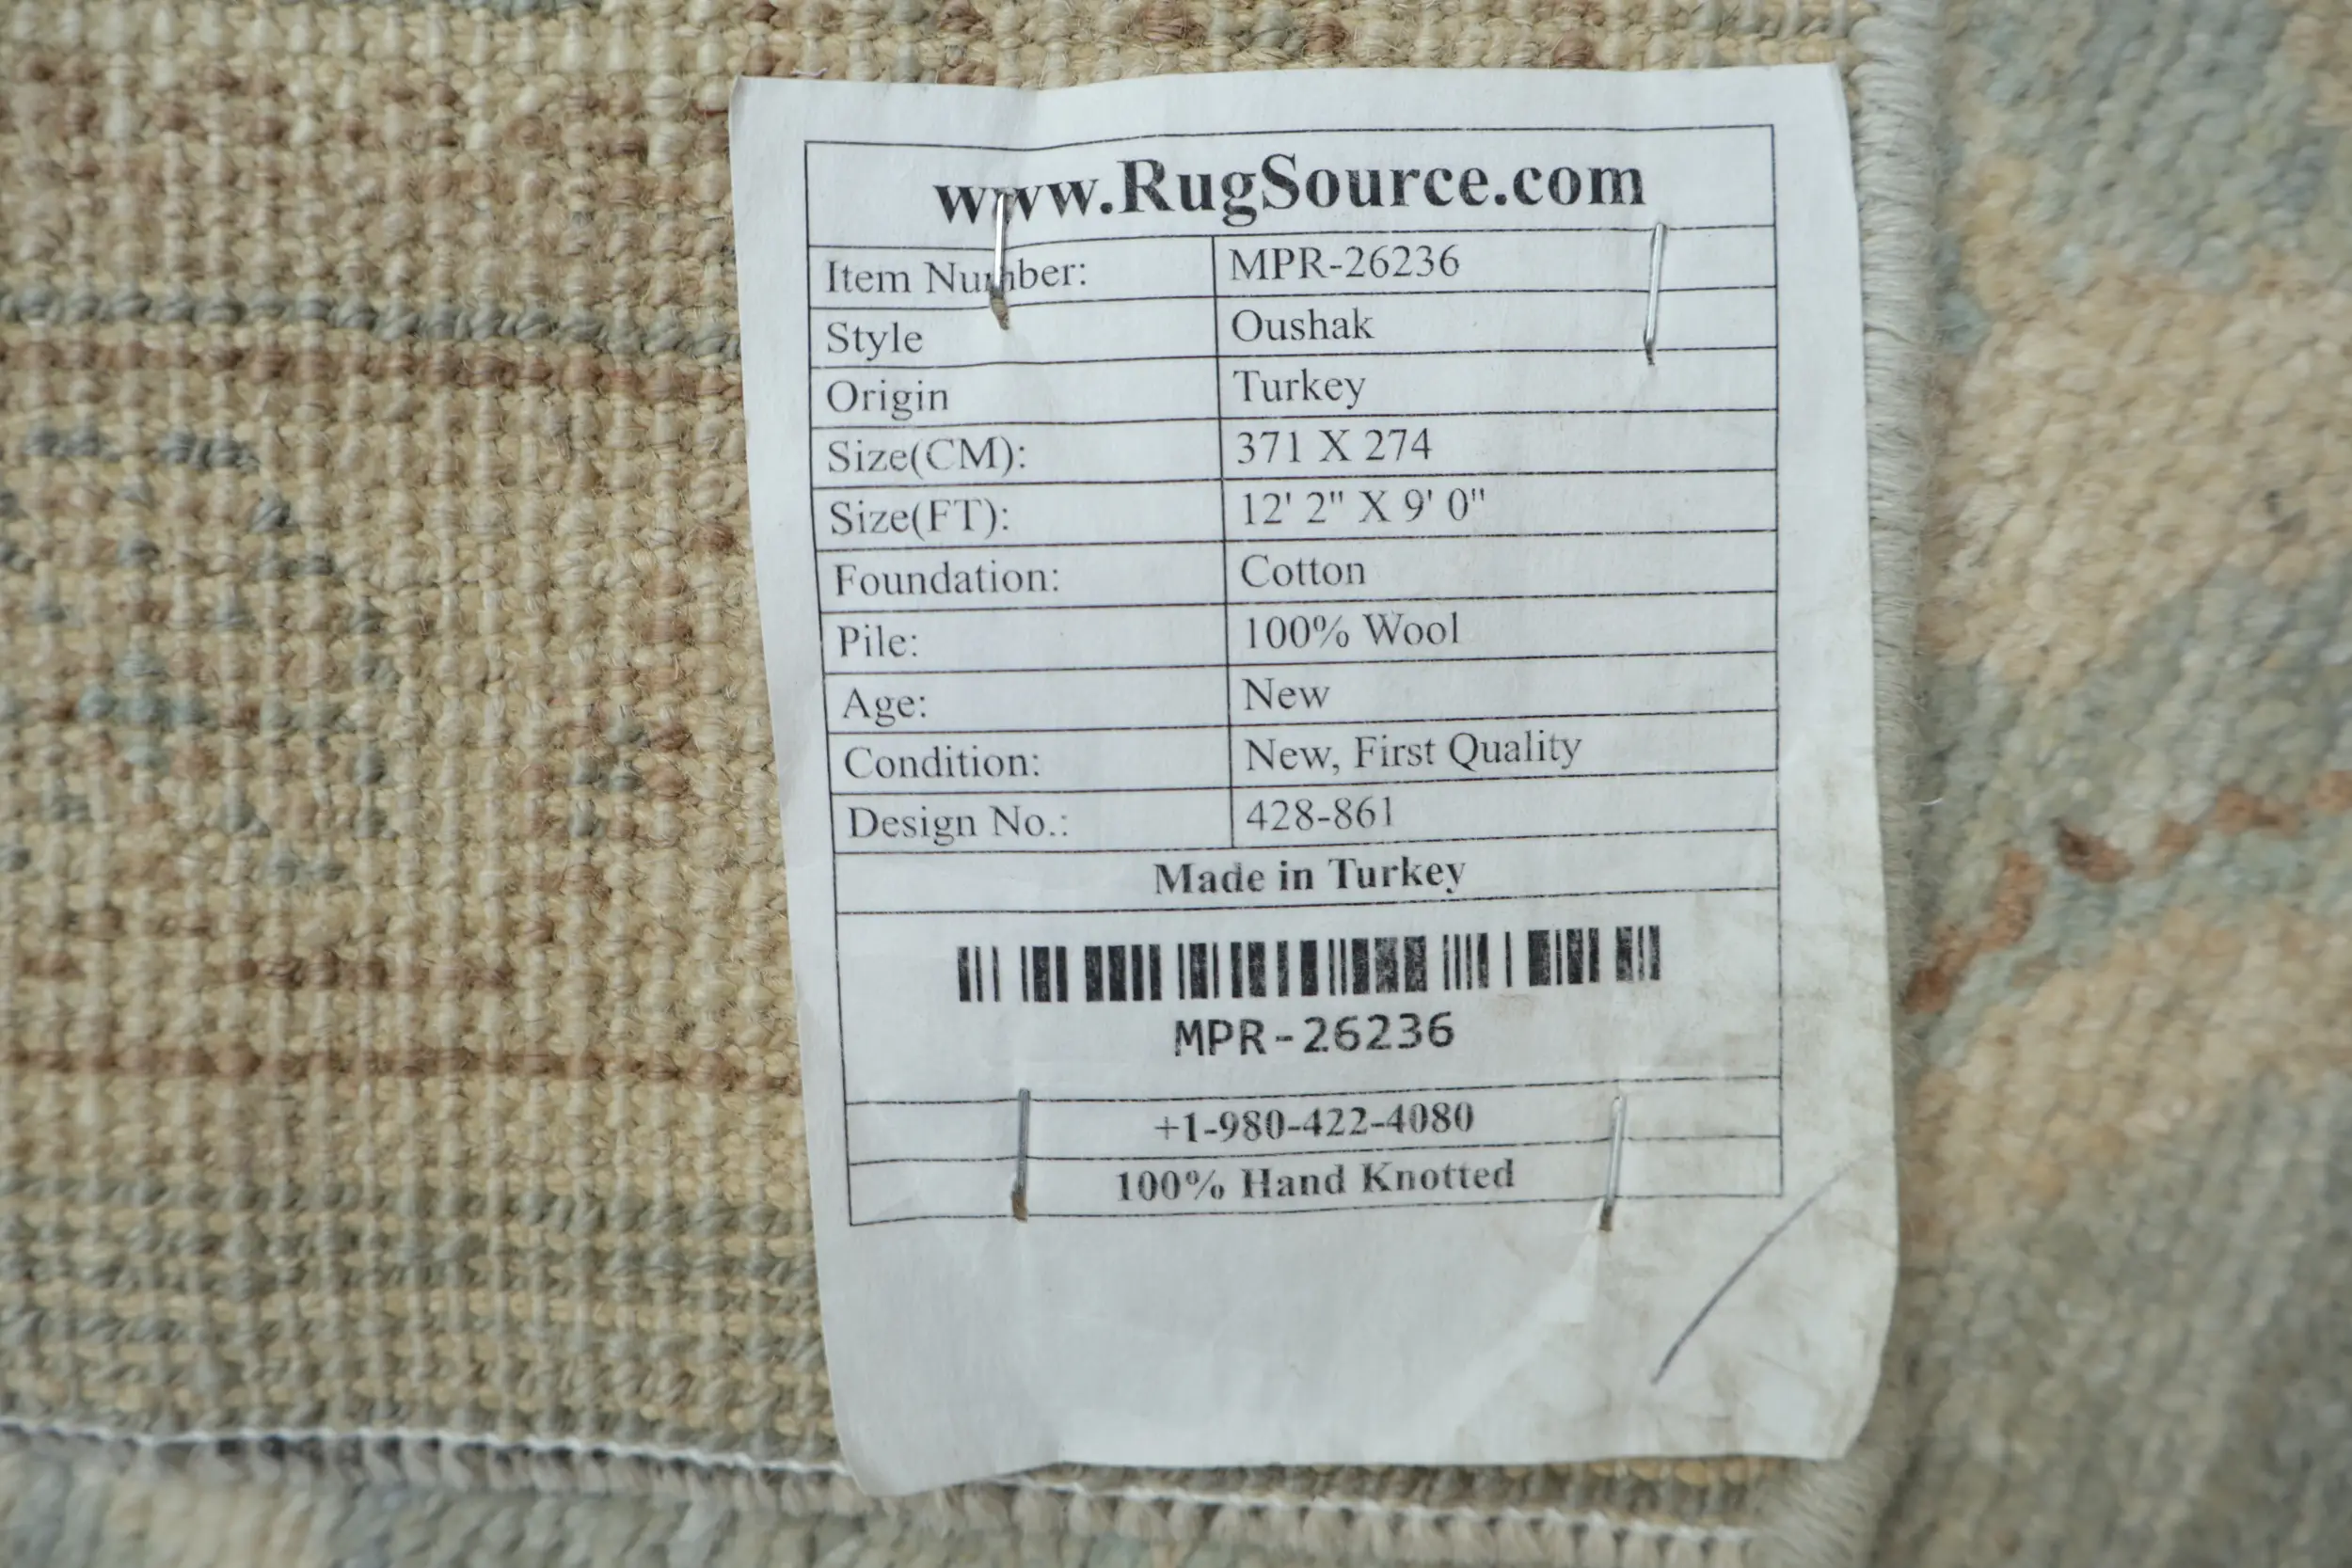 www.RugSource.com
Item Number: MPR-26236
Style Oushak
Origin Turkey
Size(CM): 371 X 274
Size(FT): 12' 2" X 9' 0"
Foundation: Cotton
Pile: 100% Wool
Age: New
Condition: New, First Quality
Design No.: 428-861
Made in Turkey
MPR-26236
+1-980-422-4080
100% Hand Knotted